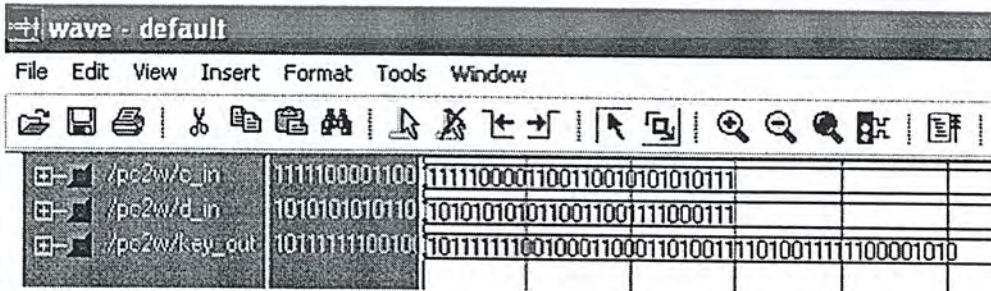 wave - default
File Edit View Insert Format Tools Window
/pc2w/c_in 1111100001100 1111100001100110010101010111
/pc2w/d_in 1010101010110 1010101010110011001111000111
/pc2w/key_out 1011111110010 101111111001000110001101001111010011111100001010